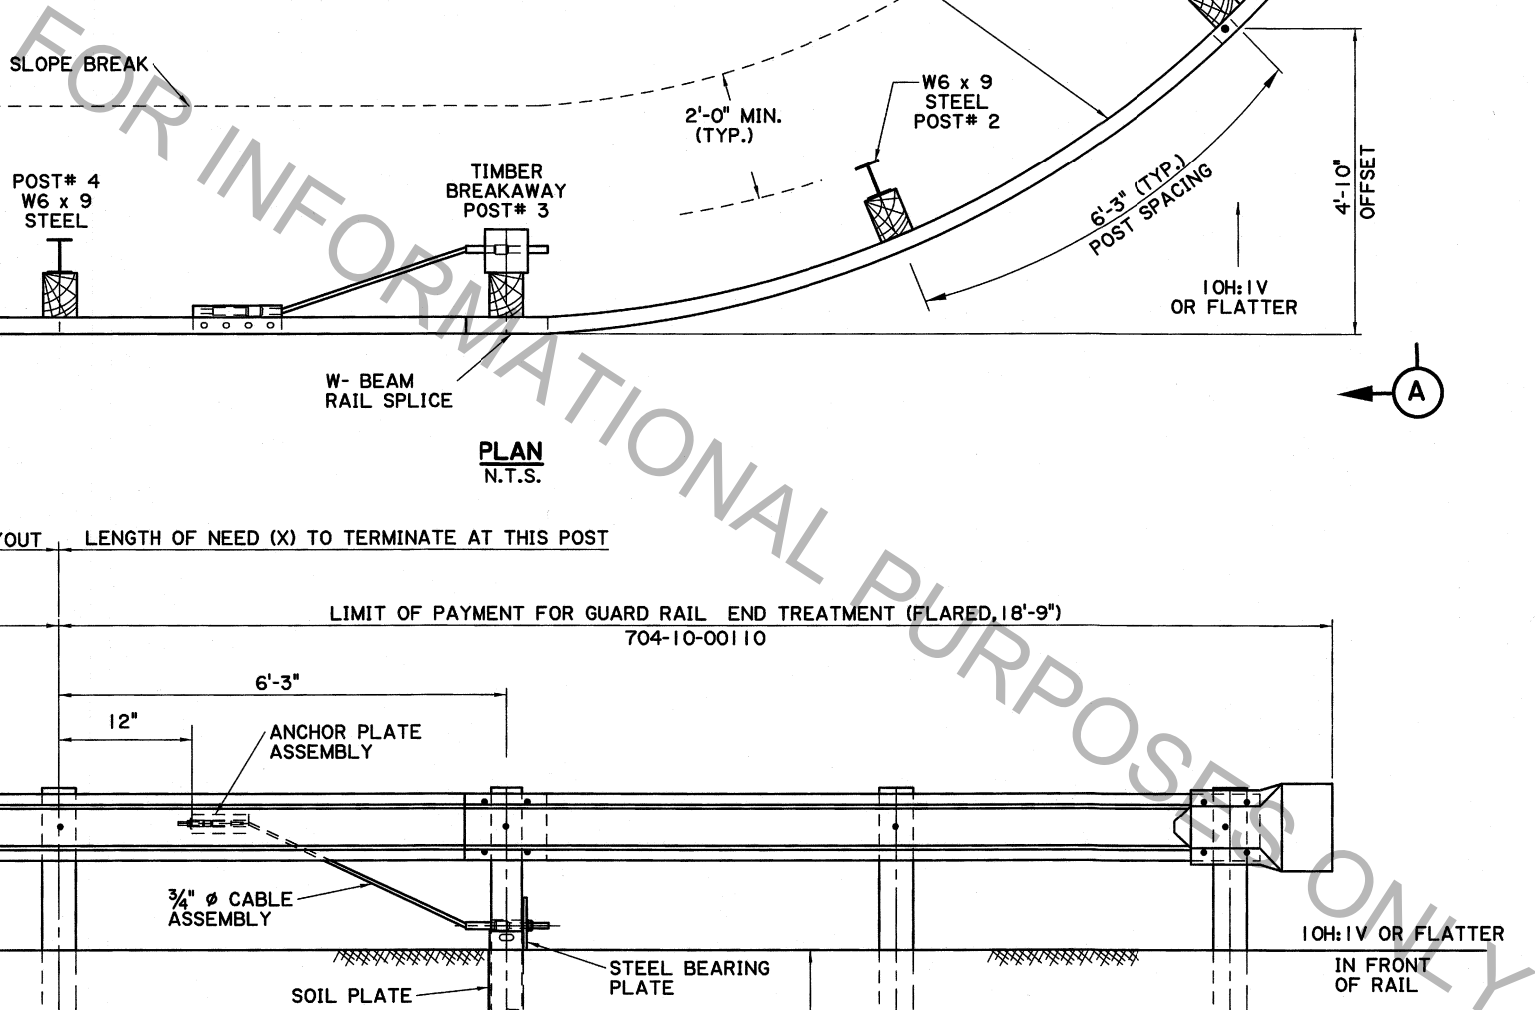 SLOPE BREAK
W6 x 9
STEEL
POST# 2
2'-0" MIN.
(TYP.)
6'-3" (TYP.)
POST SPACING
4'-10"
OFFSET
POST# 4
W6 x 9
STEEL
TIMBER
BREAKAWAY
POST# 3
10H:1V
OR FLATTER
W- BEAM
RAIL SPLICE
A
PLAN
N.T.S.
YOUT
LENGTH OF NEED (X) TO TERMINATE AT THIS POST
LIMIT OF PAYMENT FOR GUARD RAIL END TREATMENT (FLARED,18'-9")
704-10-00110
6'-3"
12"
ANCHOR PLATE
ASSEMBLY
¾" ø CABLE
ASSEMBLY
10H:1V OR FLATTER
IN FRONT
OF RAIL
STEEL BEARING
PLATE
SOIL PLATE
FOR INFORMATIONAL PURPOSES ONLY